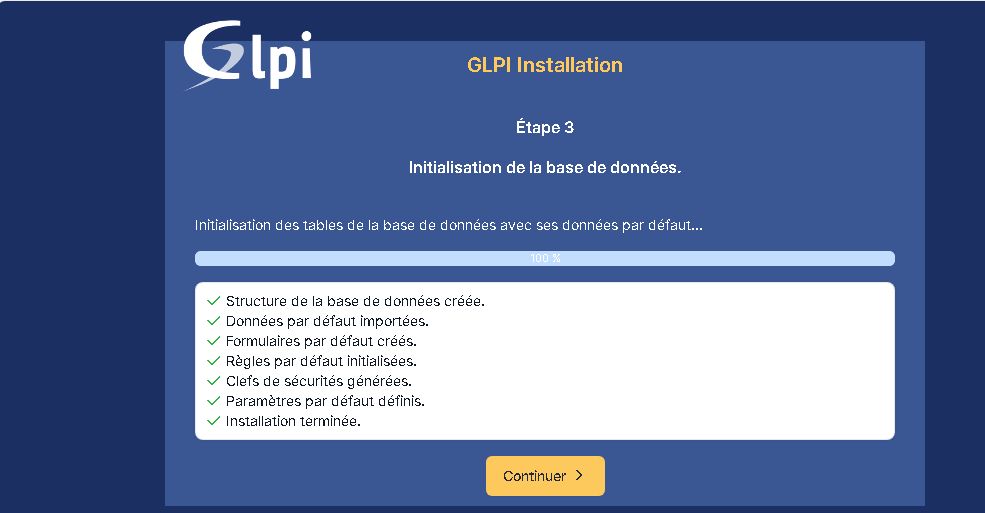 Glpi
GLPI Installation
Étape 3
Initialisation de la base de données.
Initialisation des tables de la base de données avec ses données par défaut...
100 %
Structure de la base de données créée.
Données par défaut importées.
Formulaires par défaut créés.
Règles par défaut initialisées.
Clefs de sécurités générées.
Paramètres par défaut définis.
Installation terminée.
Continuer